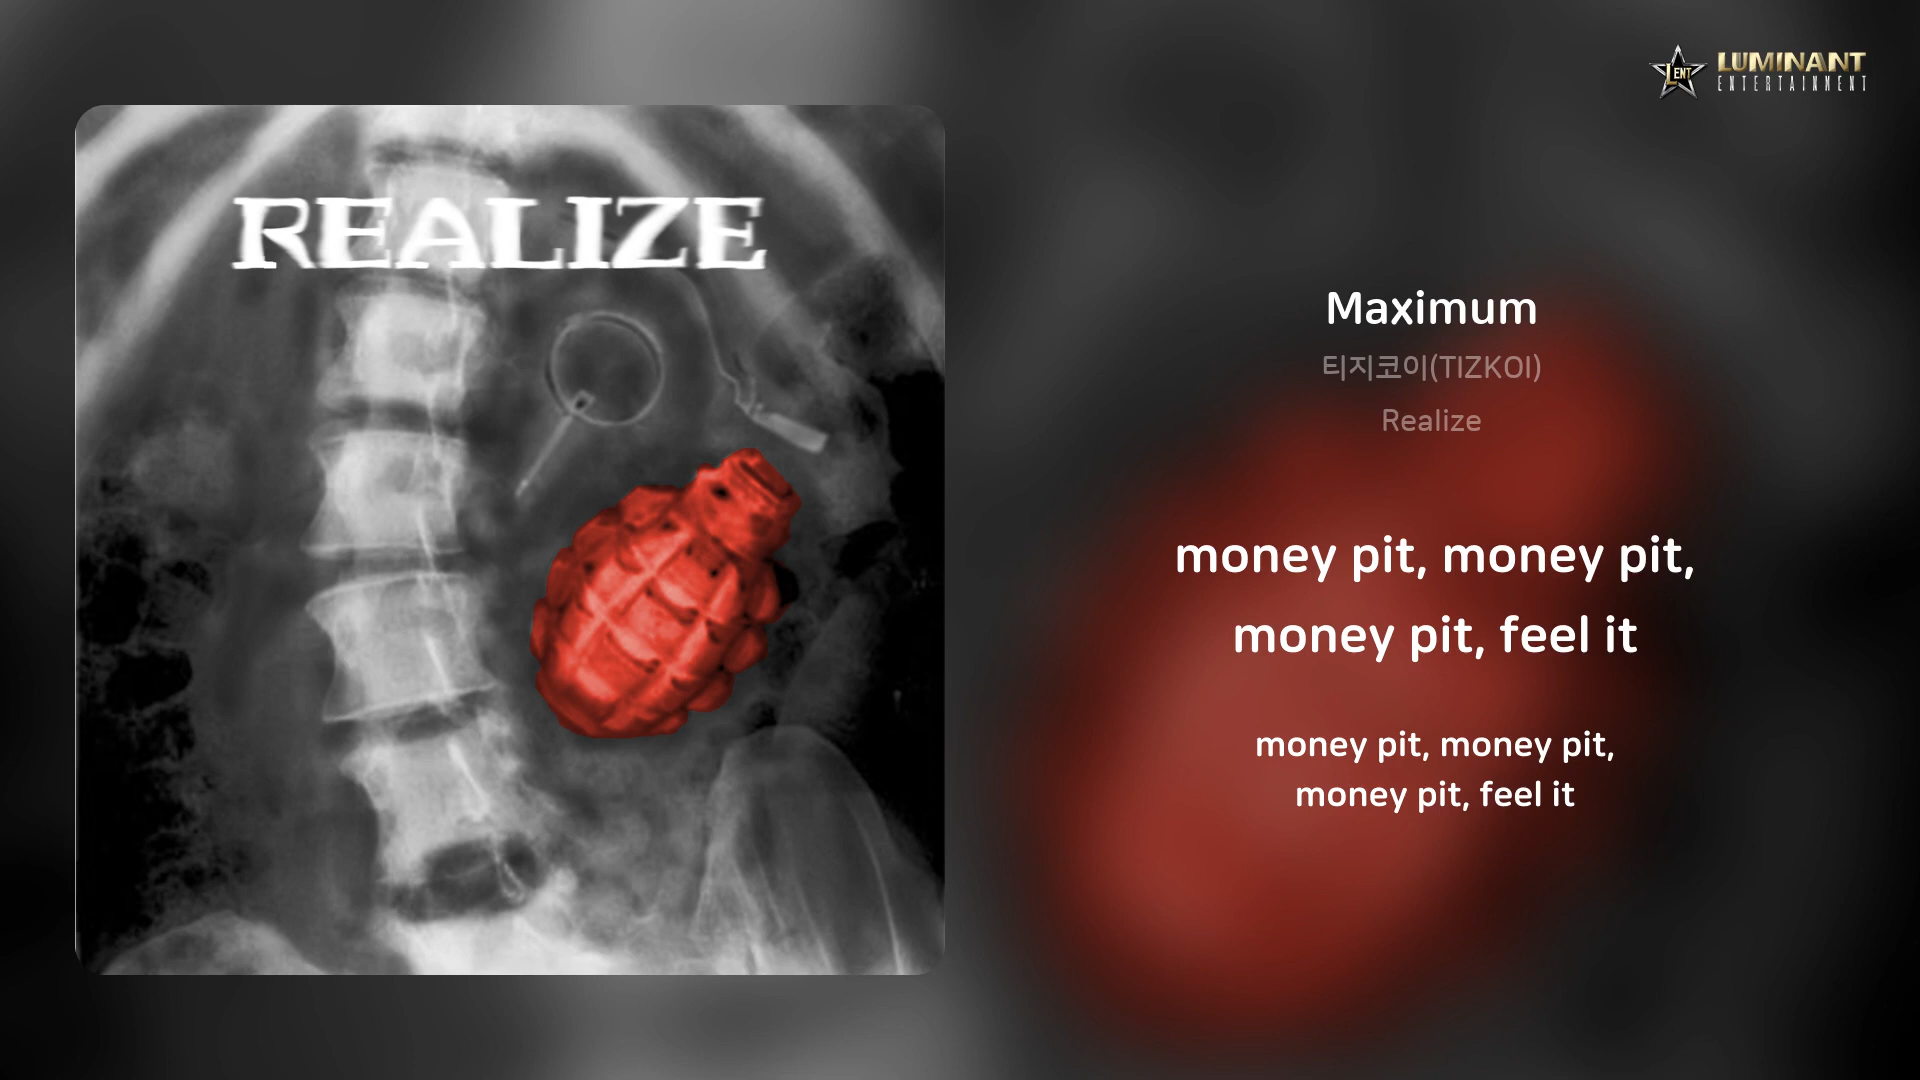 REALIZE
LENT
LUMINANT
ENTERTAINMENT
Maximum
티지코이(TIZKOI)
Realize
money pit, money pit,
money pit, feel it
money pit, money pit,
money pit, feel it